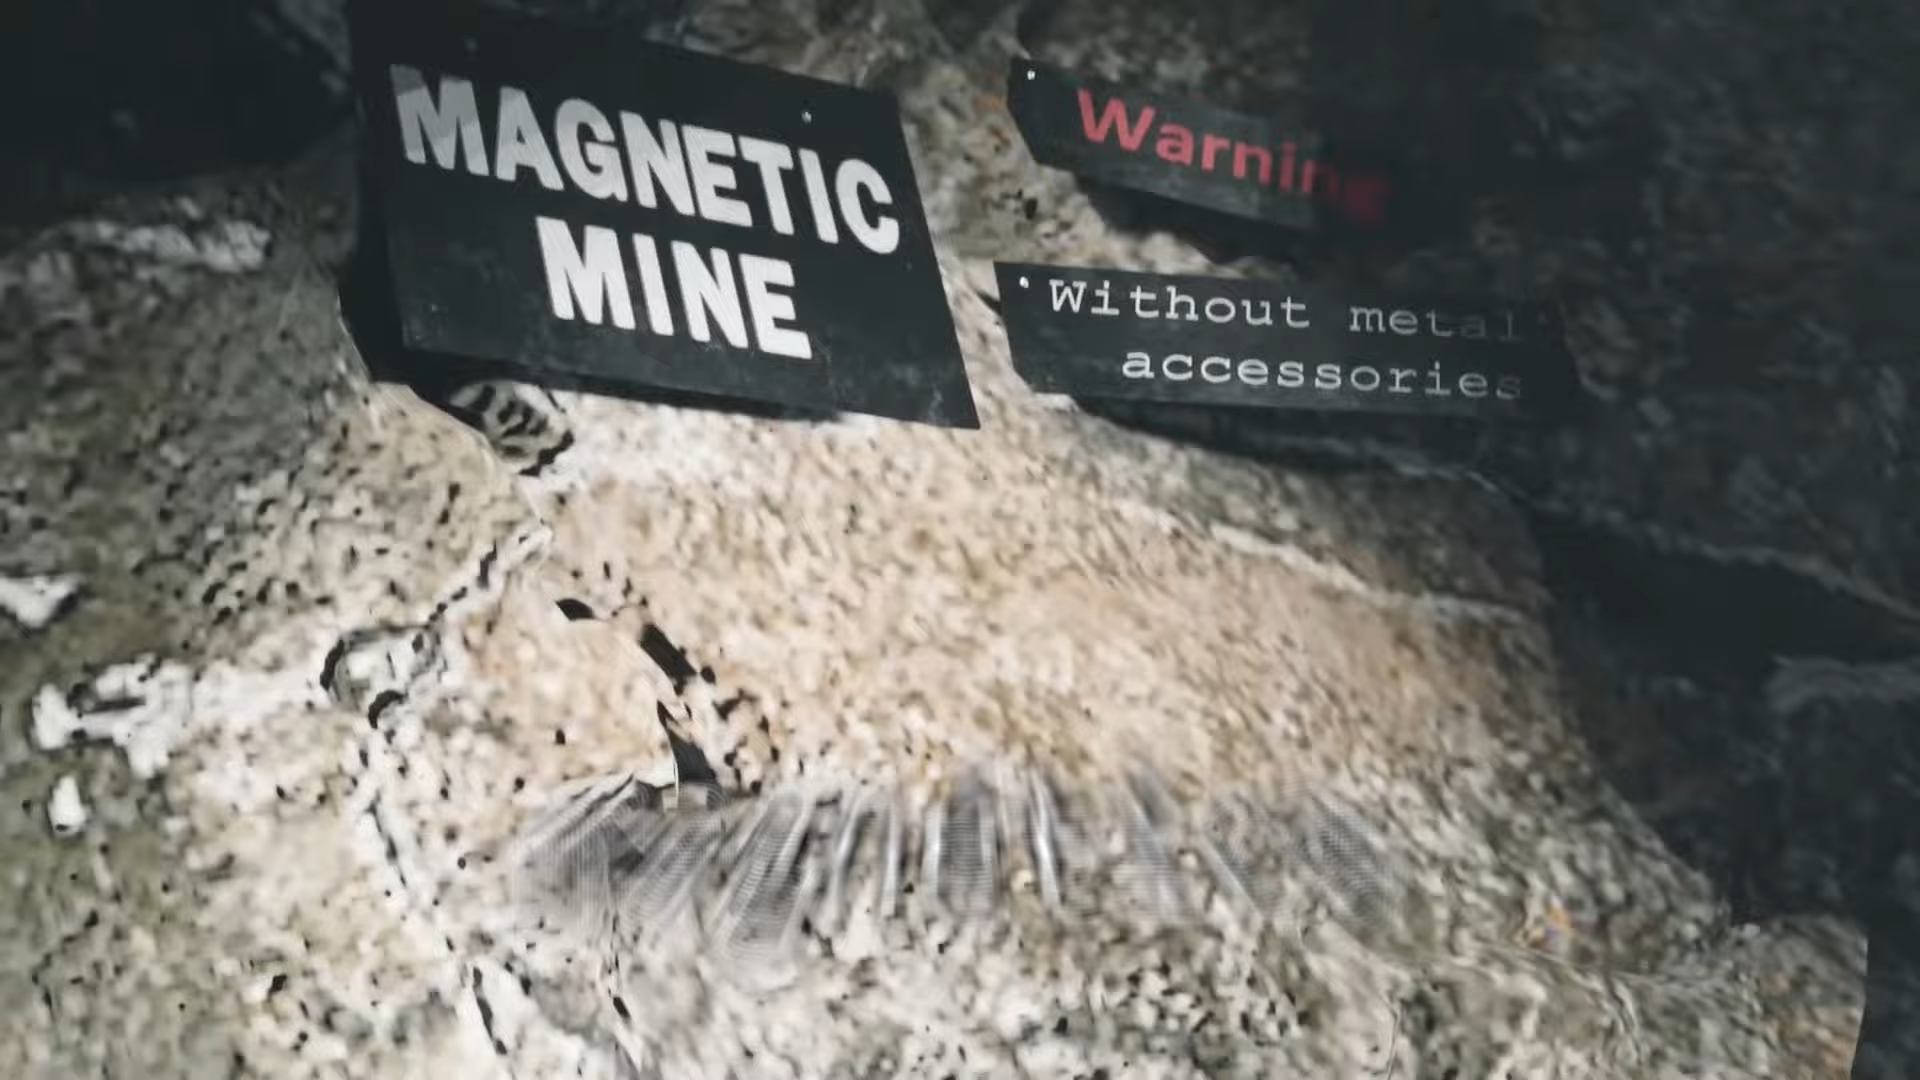 MAGNETIC
MINE
Warning
Without metal
accessories